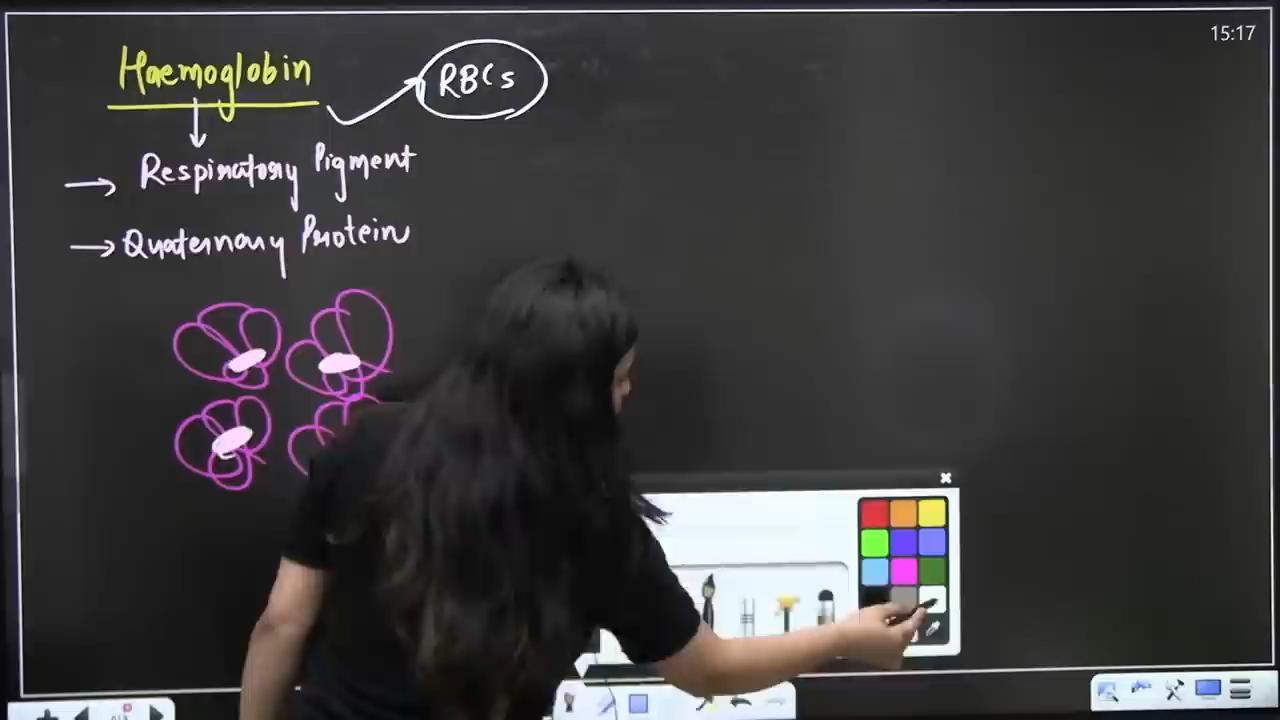 15:17
Haemoglobin
RBCs
Respiratory Pigment
Quaternary Protein